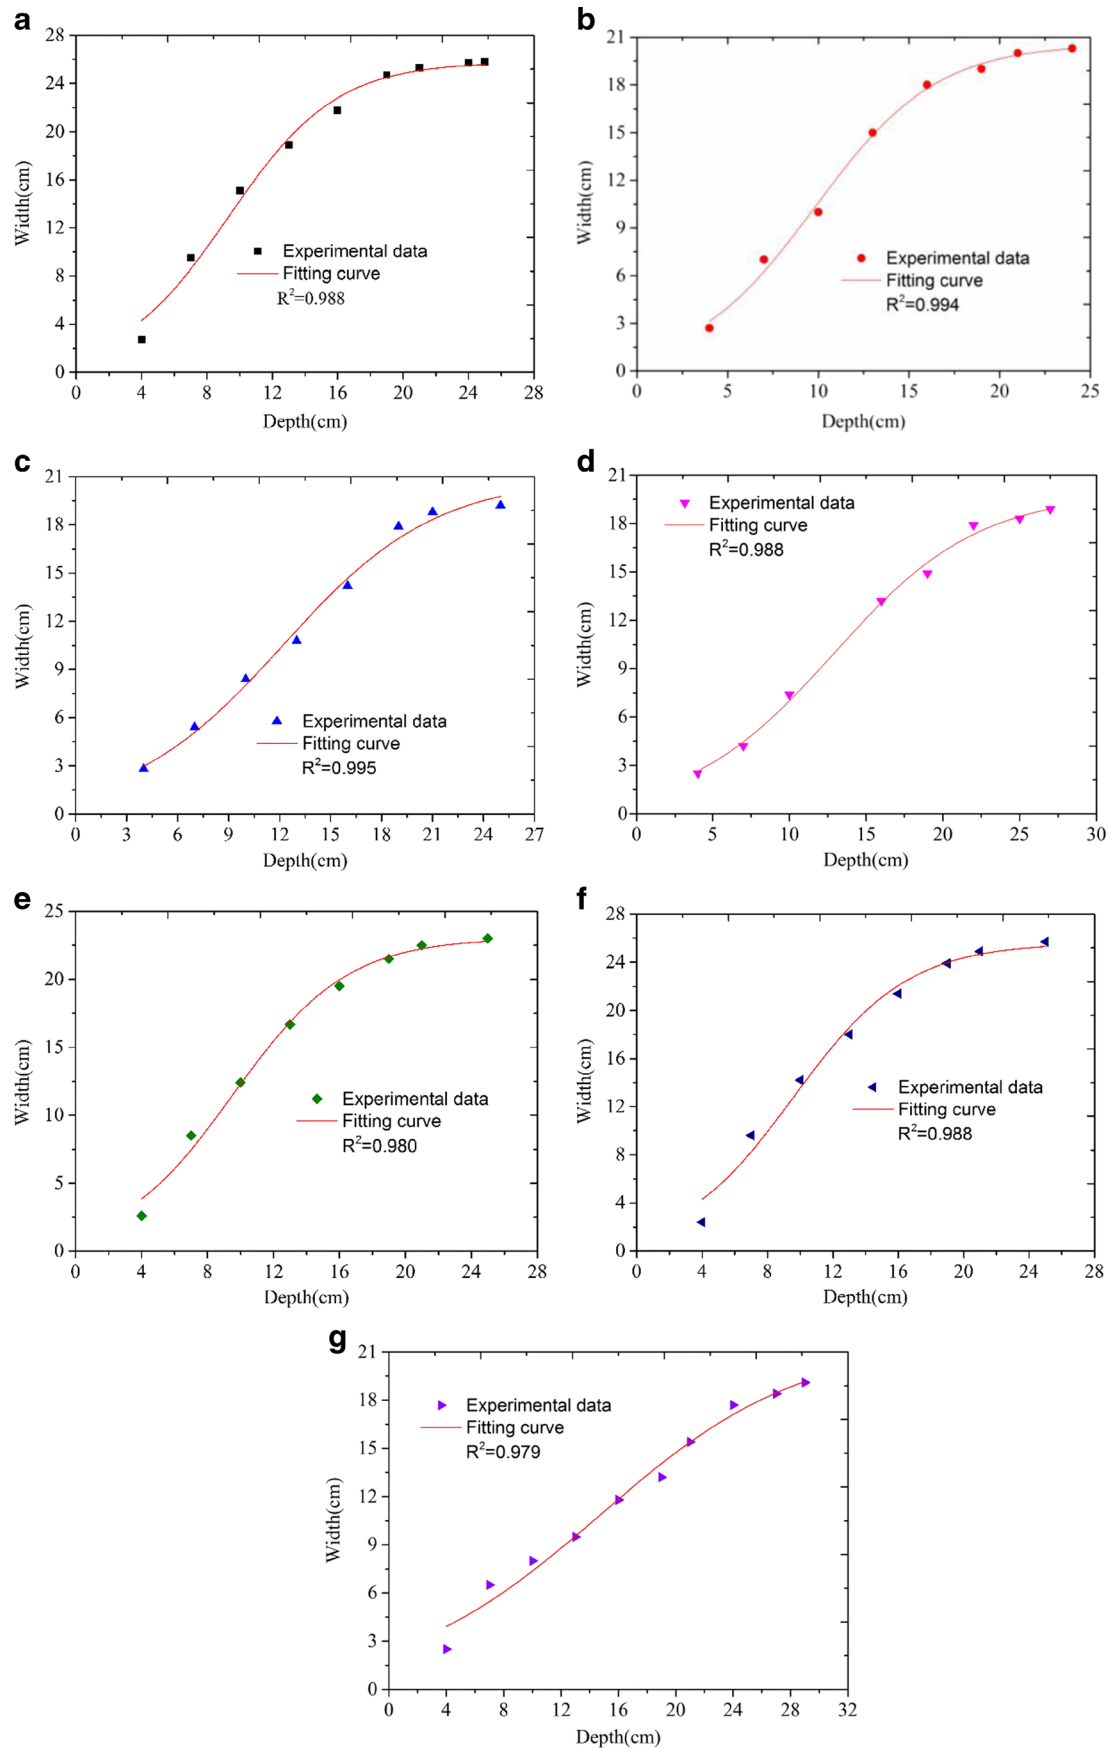 a
28
24
20
16
12
8
4
0
Width(cm)
Experimental data
Fitting curve
R²=0.988
0 4 8 12 16 20 24 28
Depth(cm)
b
21
18
15
12
9
6
3
0
Width(cm)
Experimental data
Fitting curve
R²=0.994
0 5 10 15 20 25
Depth(cm)
c
21
18
15
12
9
6
3
0
Width(cm)
Experimental data
Fitting curve
R²=0.995
0 3 6 9 12 15 18 21 24 27
Depth(cm)
d
21
18
15
12
9
6
3
0
Width(cm)
Experimental data
Fitting curve
R²=0.988
0 5 10 15 20 25 30
Depth(cm)
e
25
20
15
10
5
0
Width(cm)
Experimental data
Fitting curve
R²=0.980
0 4 8 12 16 20 24 28
Depth(cm)
f
28
24
20
16
12
8
4
0
Width(cm)
Experimental data
Fitting curve
R²=0.988
0 4 8 12 16 20 24 28
Depth(cm)
g
21
18
15
12
9
6
3
0
Width(cm)
Experimental data
Fitting curve
R²=0.979
0 4 8 12 16 20 24 28 32
Depth(cm)